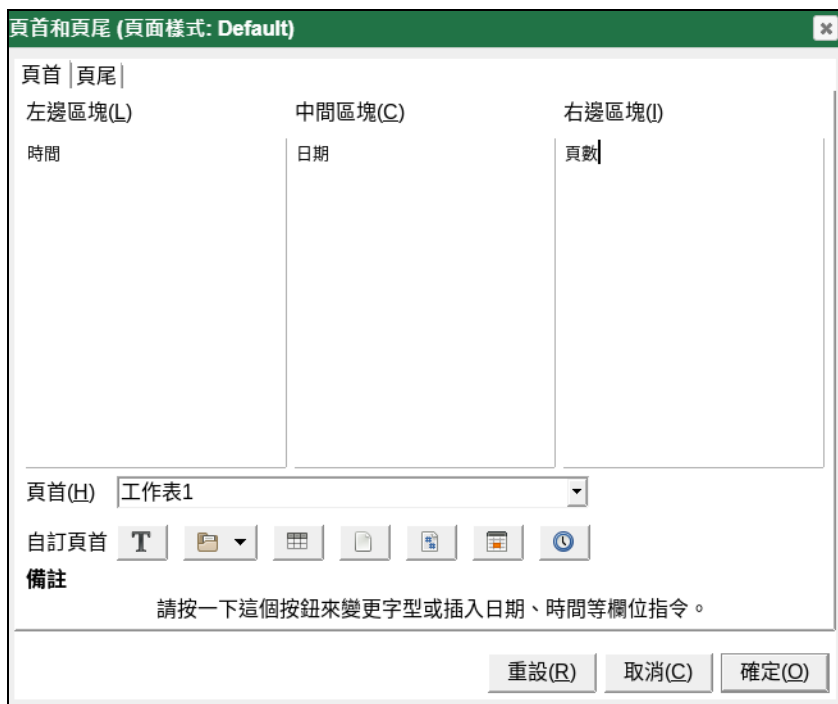 頁首和頁尾 (頁面樣式: Default)
頁首 頁尾
左邊區塊(L) 中間區塊(C) 右邊區塊(I)
時間 日期 頁數
頁首(H) 工作表1
自訂頁首 T
備註
請按一下這個按鈕來變更字型或插入日期、時間等欄位指令。
重設(R) 取消(C) 確定(O)